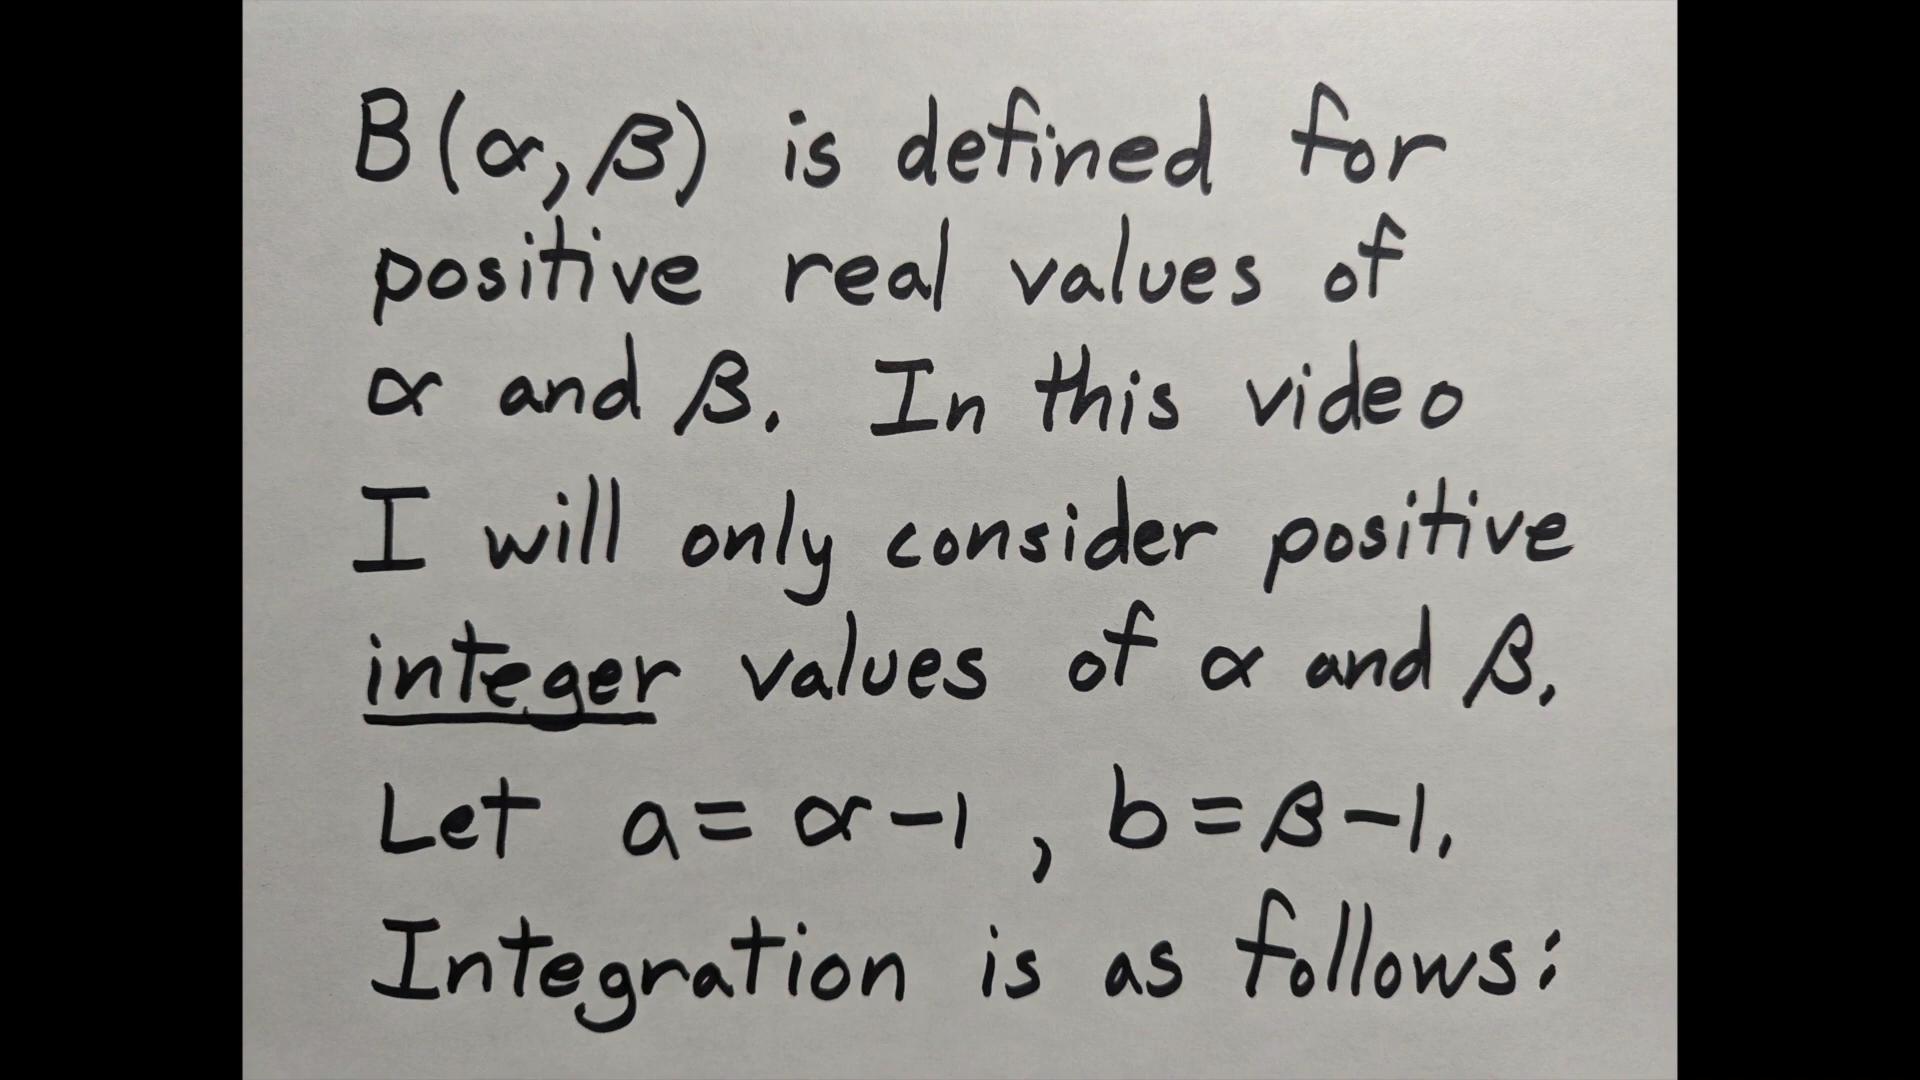 B(α,β) is defined for
positive real values of
α and β. In this video
I will only consider positive
integer values of α and β.
Let a = α-1, b = β-1.
Integration is as follows: